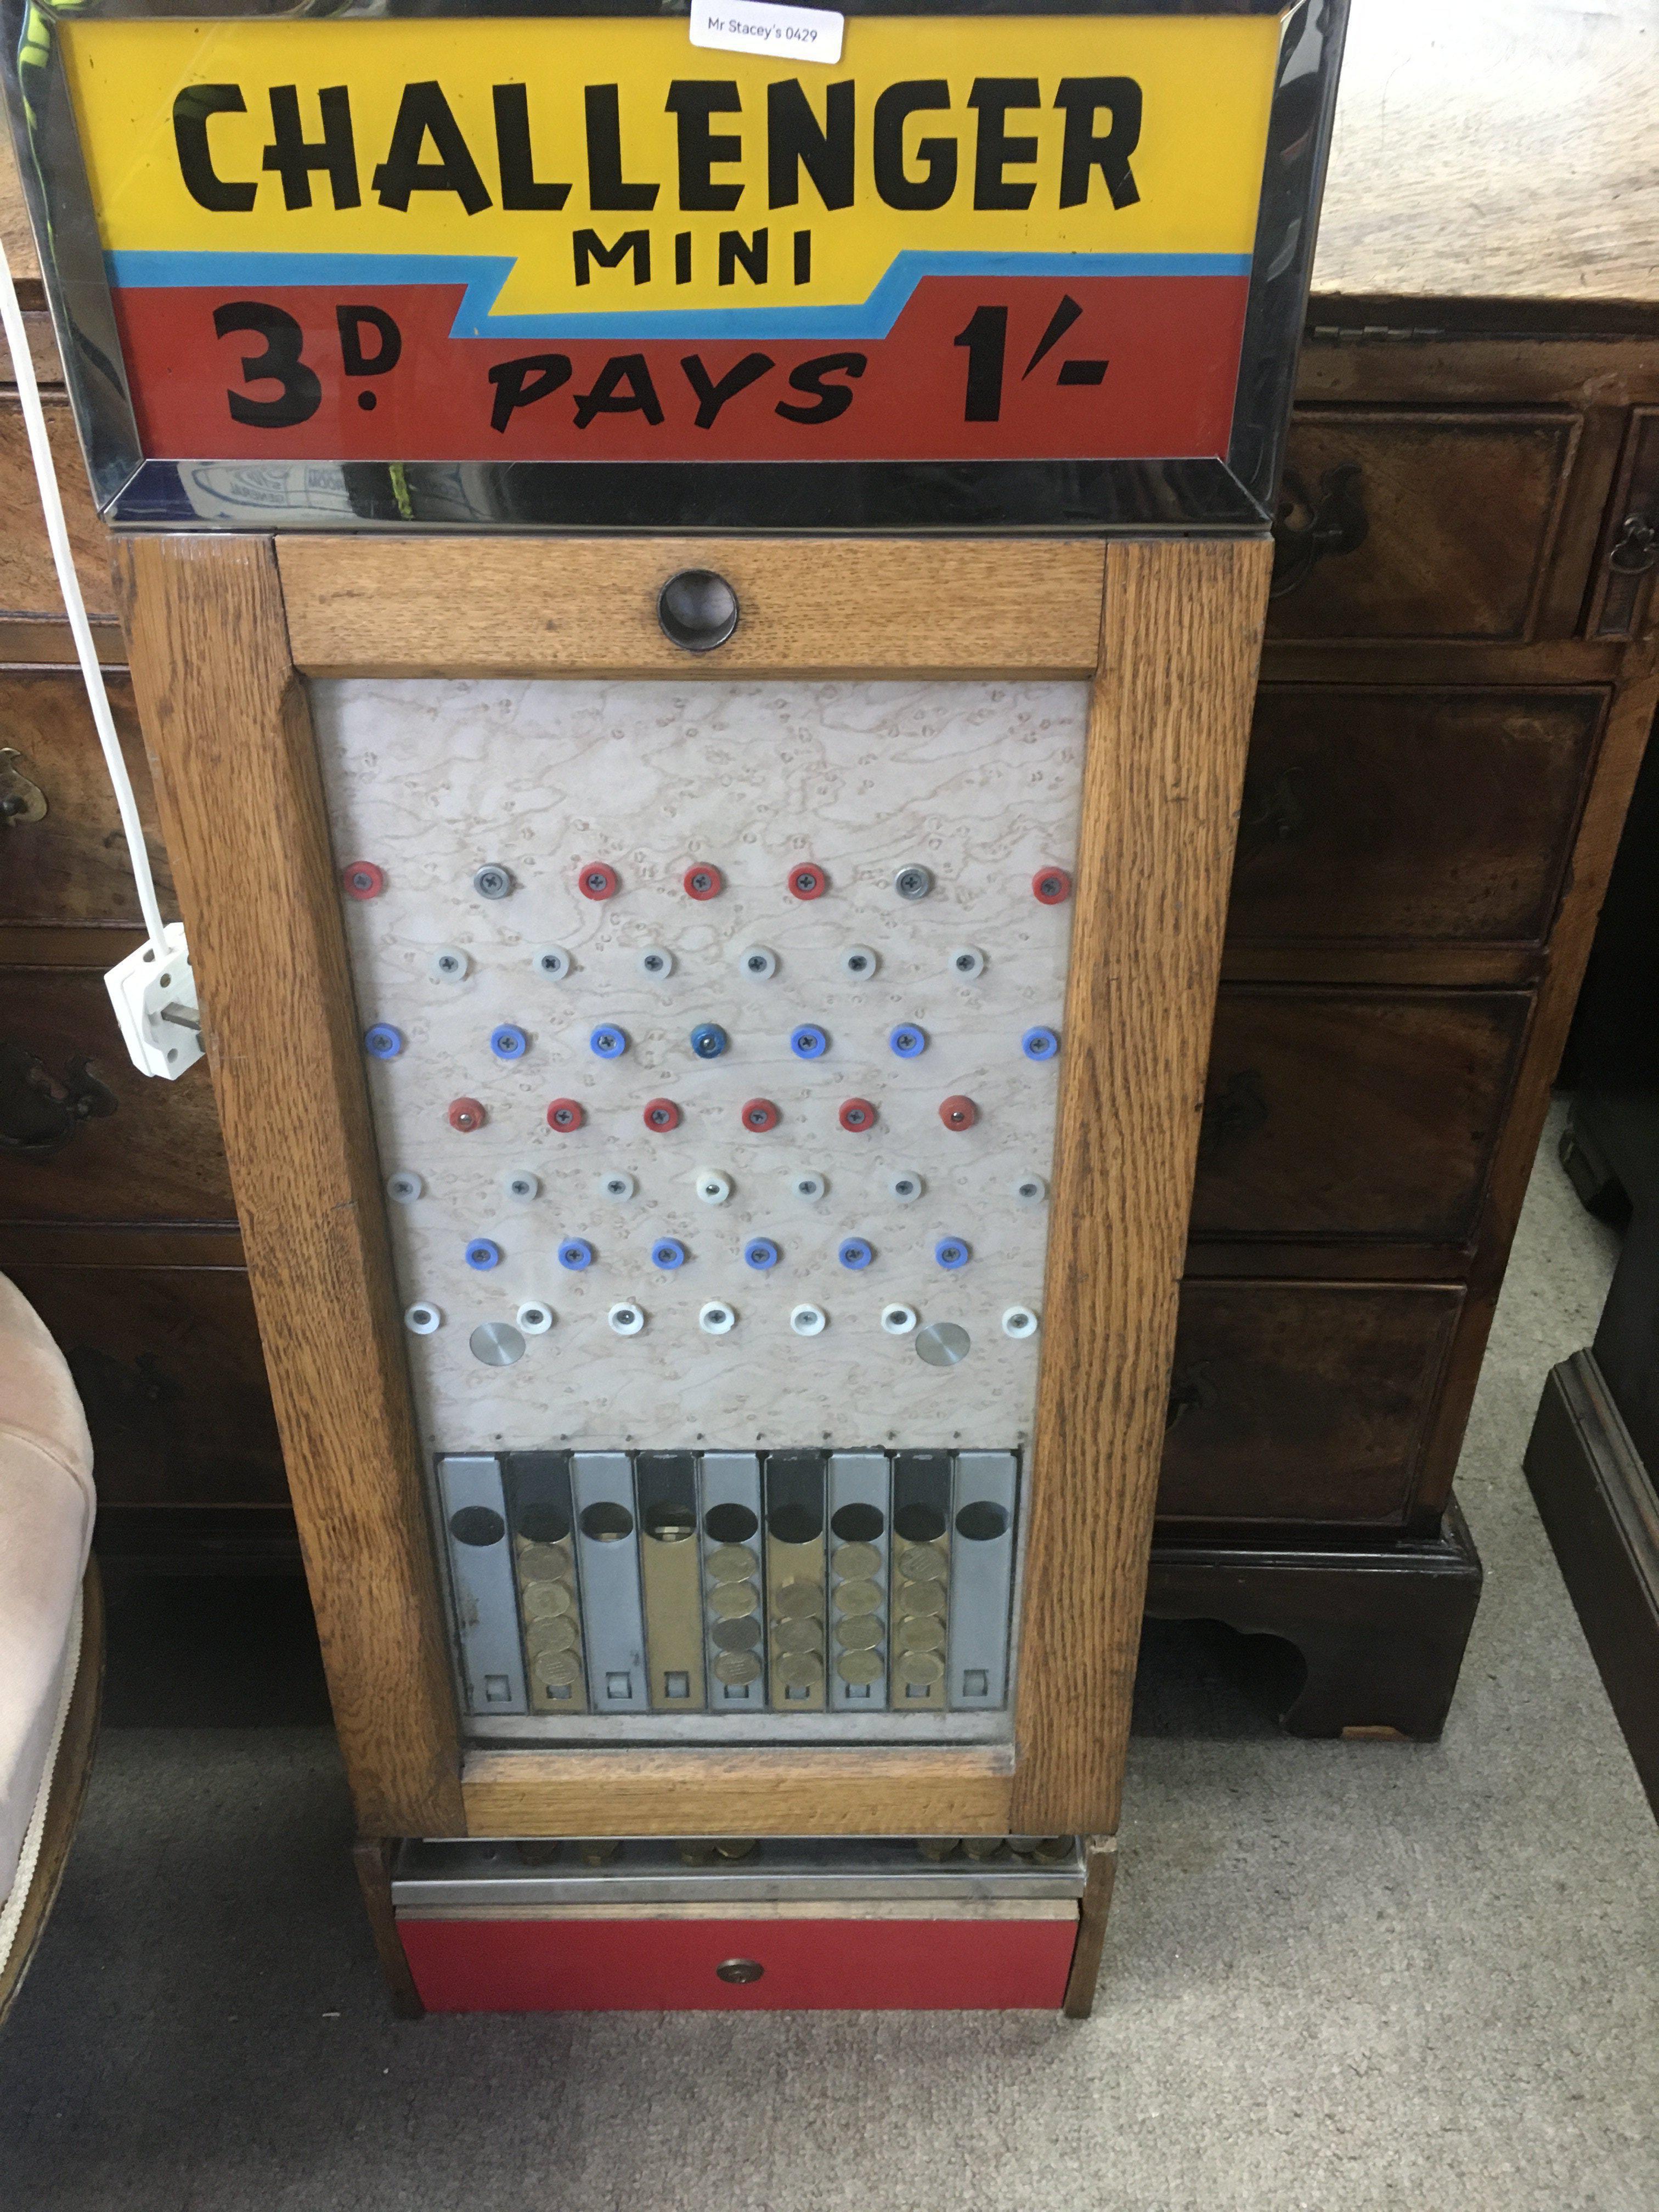 Mr Stacey's 0429
CHALLENGER
MINI
3D. PAYS 1/-